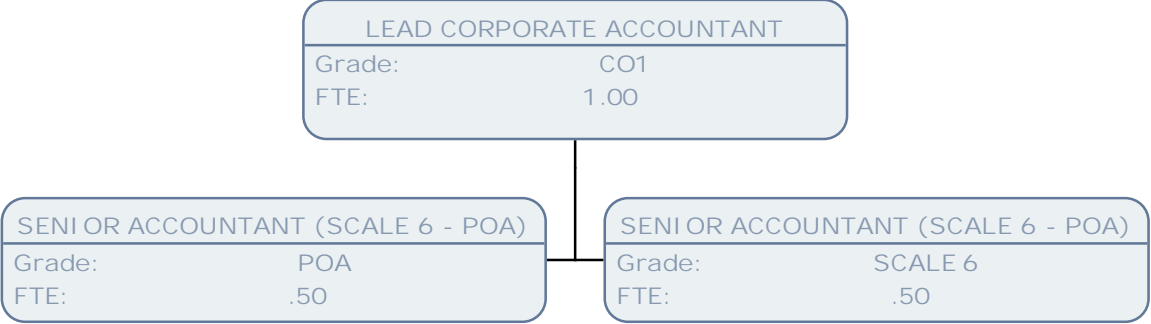 LEAD CORPORATE ACCOUNTANT
Grade: CO1
FTE: 1.00
SENIOR ACCOUNTANT (SCALE 6 - POA)
Grade: POA
FTE: .50
SENIOR ACCOUNTANT (SCALE 6 - POA)
Grade: SCALE 6
FTE: .50